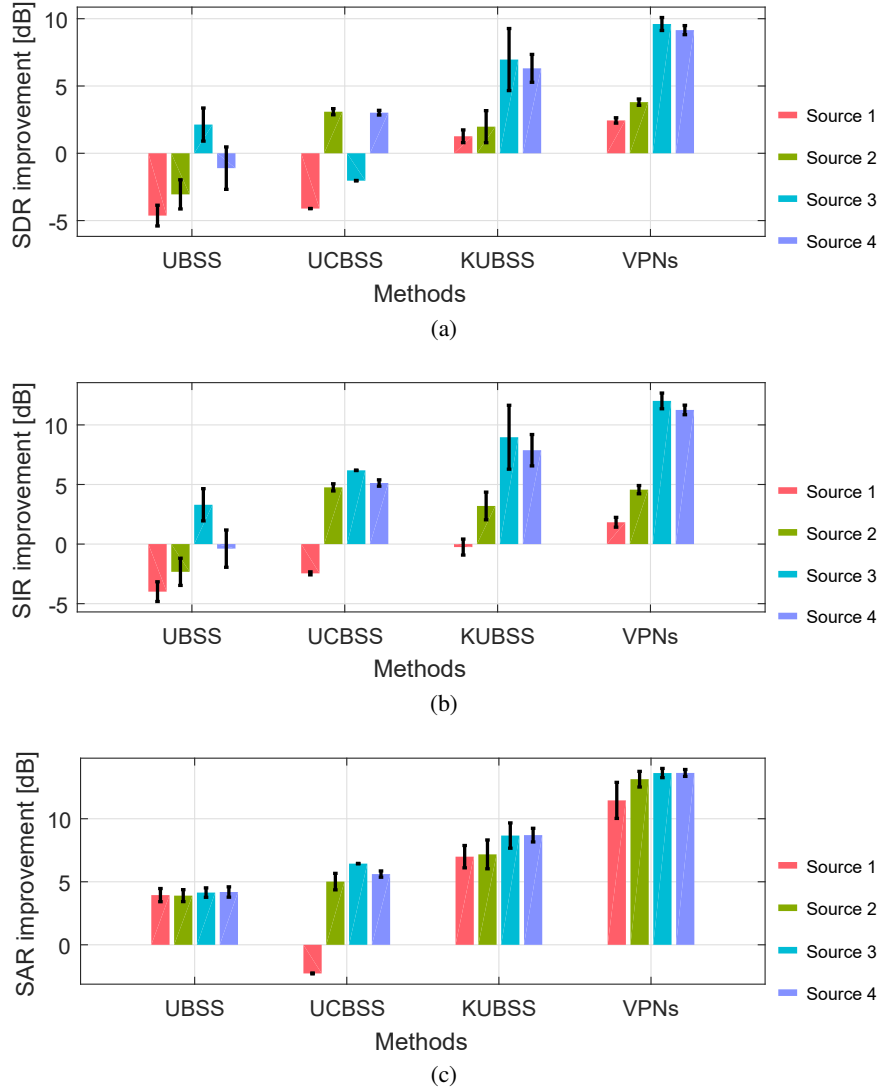 SDR improvement [dB]
10
5
0
-5
UBSS UCBSS KUBSS VPNs
Methods
Source 1
Source 2
Source 3
Source 4
(a)
SIR improvement [dB]
10
5
0
-5
UBSS UCBSS KUBSS VPNs
Methods
Source 1
Source 2
Source 3
Source 4
(b)
SAR improvement [dB]
10
5
0
UBSS UCBSS KUBSS VPNs
Methods
Source 1
Source 2
Source 3
Source 4
(c)